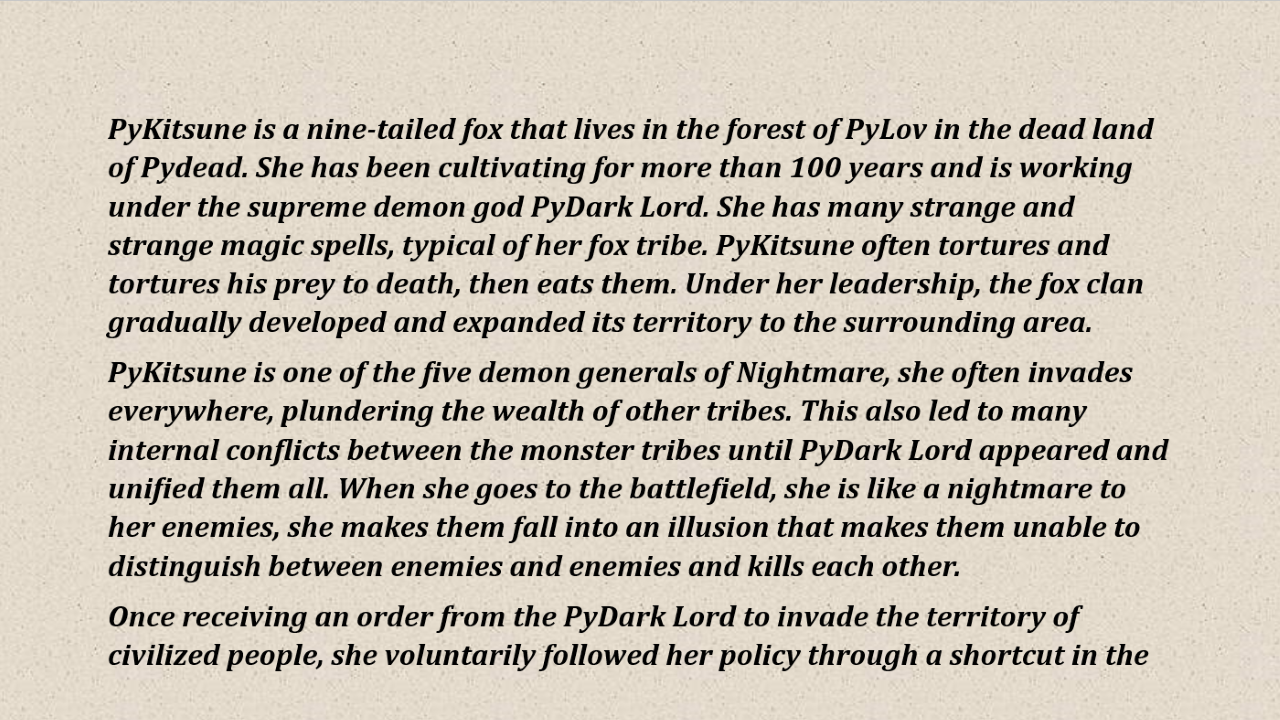 PyKitsune is a nine-tailed fox that lives in the forest of PyLov in the dead land
of Pydead. She has been cultivating for more than 100 years and is working
under the supreme demon god PyDark Lord. She has many strange and
strange magic spells, typical of her fox tribe. PyKitsune often tortures and
tortures his prey to death, then eats them. Under her leadership, the fox clan
gradually developed and expanded its territory to the surrounding area.
PyKitsune is one of the five demon generals of Nightmare, she often invades
everywhere, plundering the wealth of other tribes. This also led to many
internal conflicts between the monster tribes until PyDark Lord appeared and
unified them all. When she goes to the battlefield, she is like a nightmare to
her enemies, she makes them fall into an illusion that makes them unable to
distinguish between enemies and enemies and kills each other.
Once receiving an order from the PyDark Lord to invade the territory of
civilized people, she voluntarily followed her policy through a shortcut in the